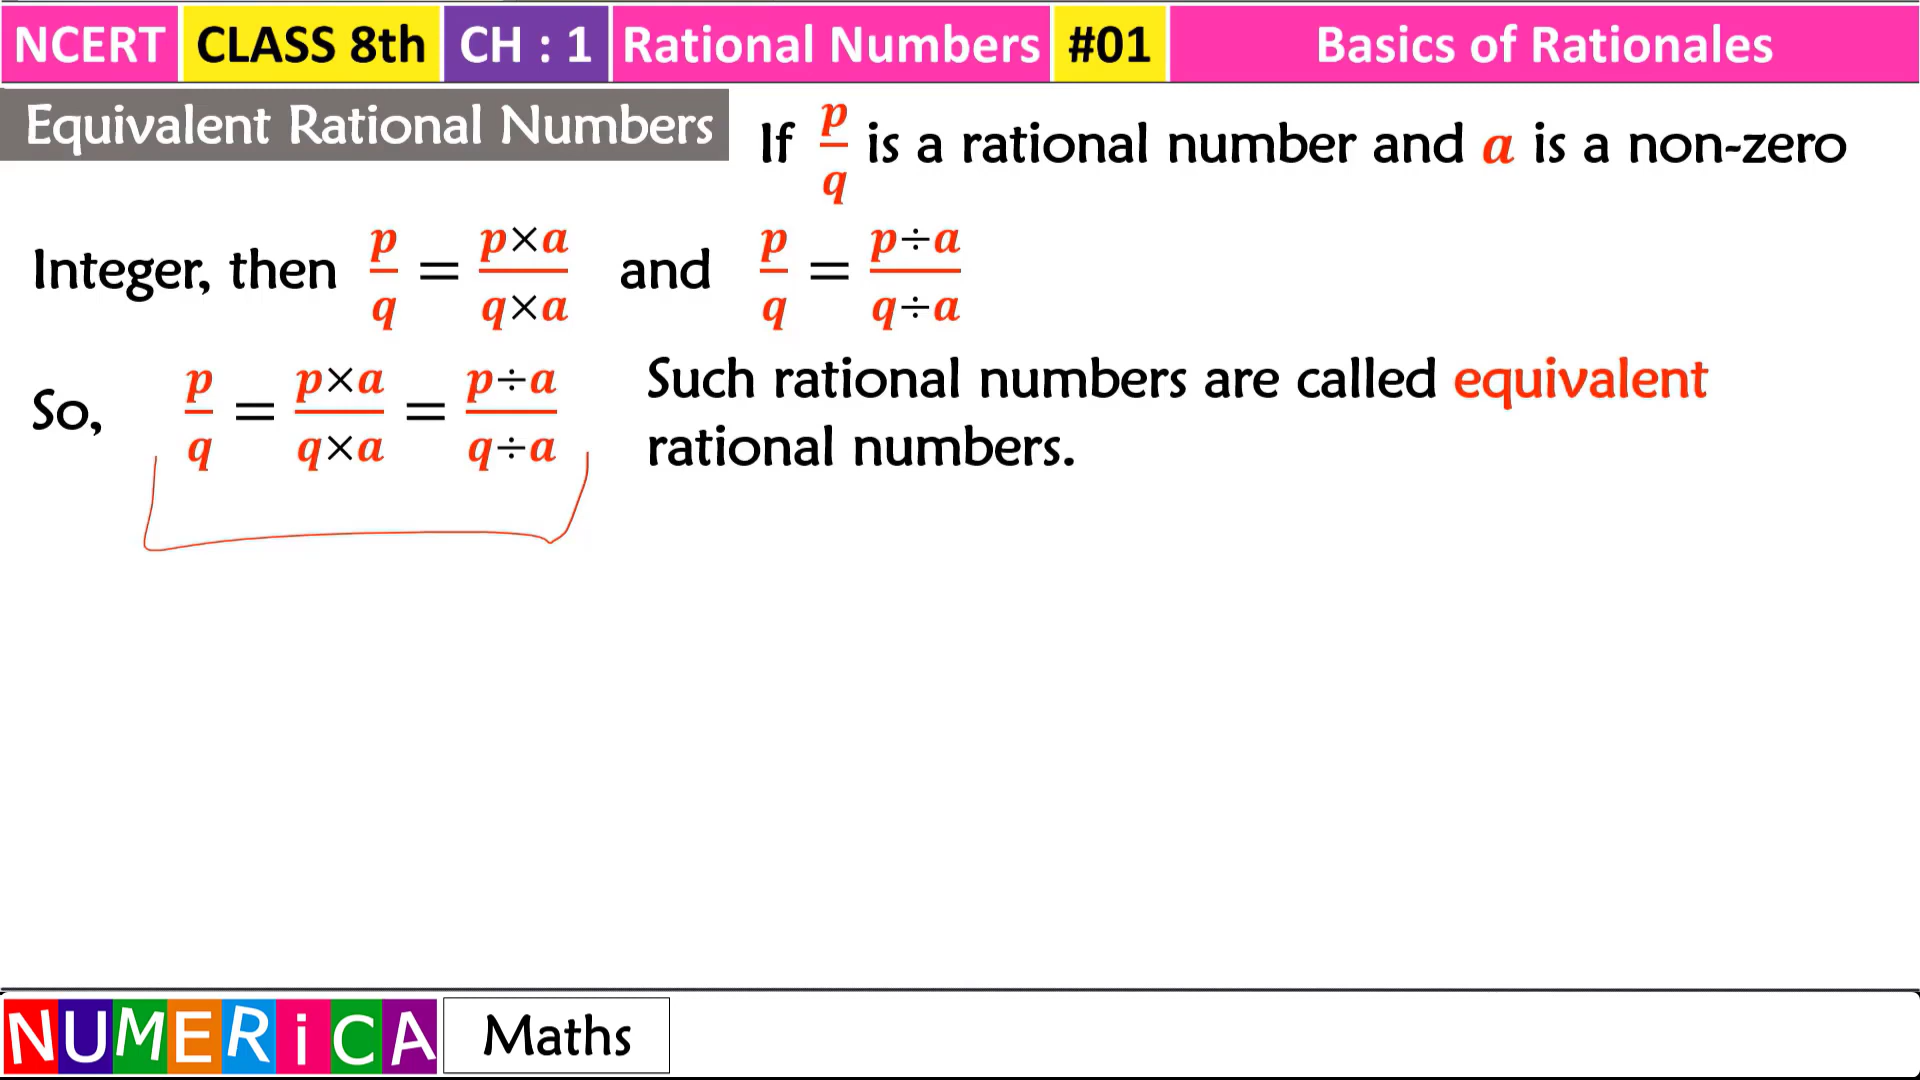 NCERT CLASS 8th CH : 1 Rational Numbers #01 Basics of Rationales
Equivalent Rational Numbers If p/q is a rational number and a is a non-zero
Integer, then p/q = p×a/q×a and p/q = p÷a/q÷a
So, p/q = p×a/q×a = p÷a/q÷a Such rational numbers are called equivalent
rational numbers.
NUMERiCA Maths